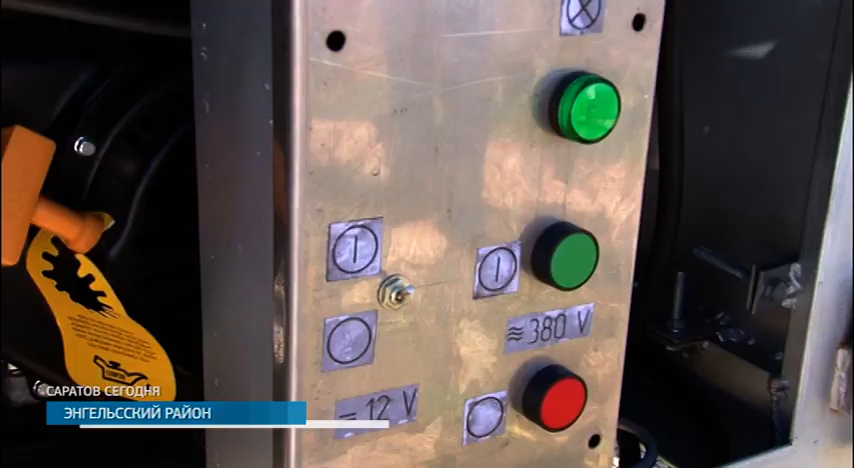 ≋ 380 V
= 12 V
САРАТОВ СЕГОДНЯ
ЭНГЕЛЬССКИЙ РАЙОН